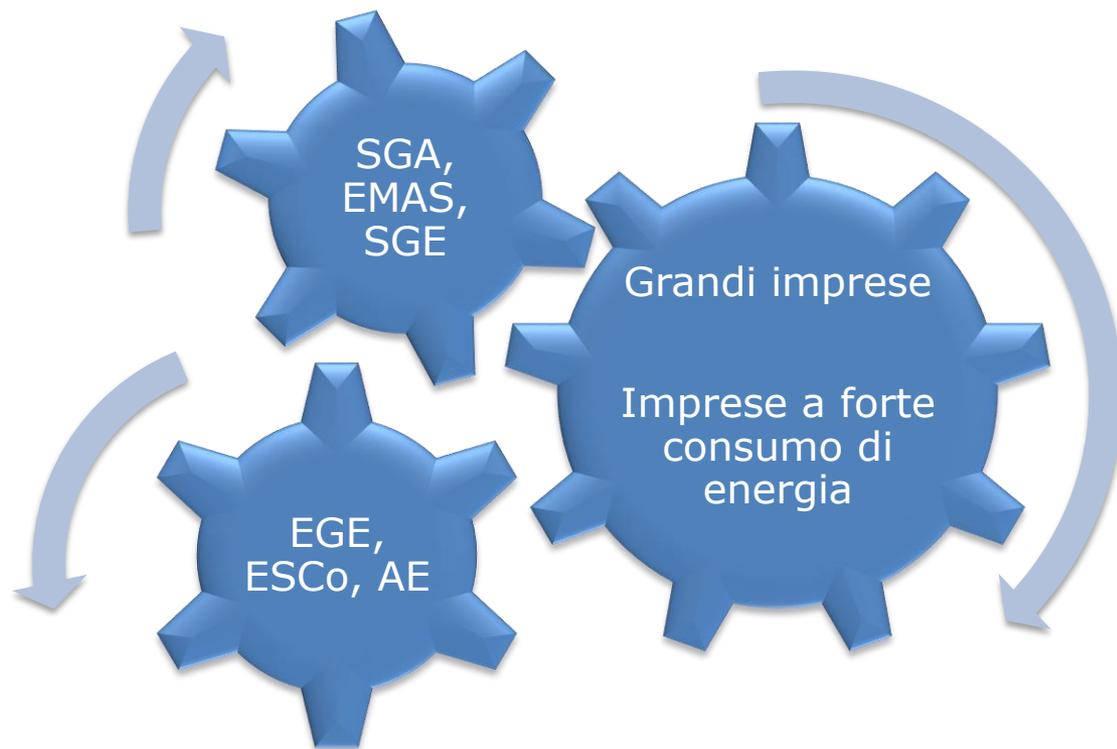 SGA,
EMAS,
SGE
Grandi imprese
Imprese a forte
consumo di
energia
EGE,
ESCo, AE